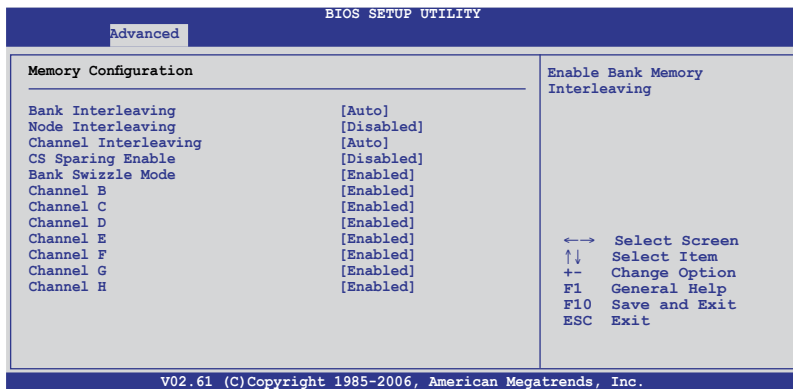 BIOS SETUP UTILITY
Advanced
Memory Configuration
Bank Interleaving [Auto]
Node Interleaving [Disabled]
Channel Interleaving [Auto]
CS Sparing Enable [Disabled]
Bank Swizzle Mode [Enabled]
Channel B [Enabled]
Channel C [Enabled]
Channel D [Enabled]
Channel E [Enabled]
Channel F [Enabled]
Channel G [Enabled]
Channel H [Enabled]
Enable Bank Memory
Interleaving
←→ Select Screen
↑↓ Select Item
+- Change Option
F1 General Help
F10 Save and Exit
ESC Exit
V02.61 (C)Copyright 1985-2006, American Megatrends, Inc.